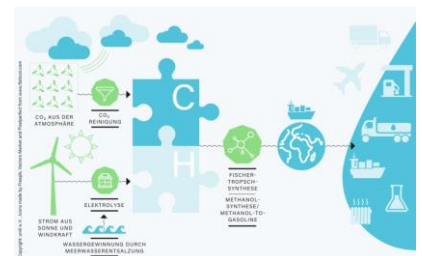 CO₂ AUS DER
ATMOSPHÄRE
CO₂
REINIGUNG
C
H
FISCHER-
TROPSCH-
SYNTHESE
METHANOL-
SYNTHESE/
METHANOL-TO-
GASOLINE
ELEKTROLYSE
STROM AUS
SONNE UND
WINDKRAFT
WASSERGEWINNUNG DURCH
MEERWASSERENTSALZUNG